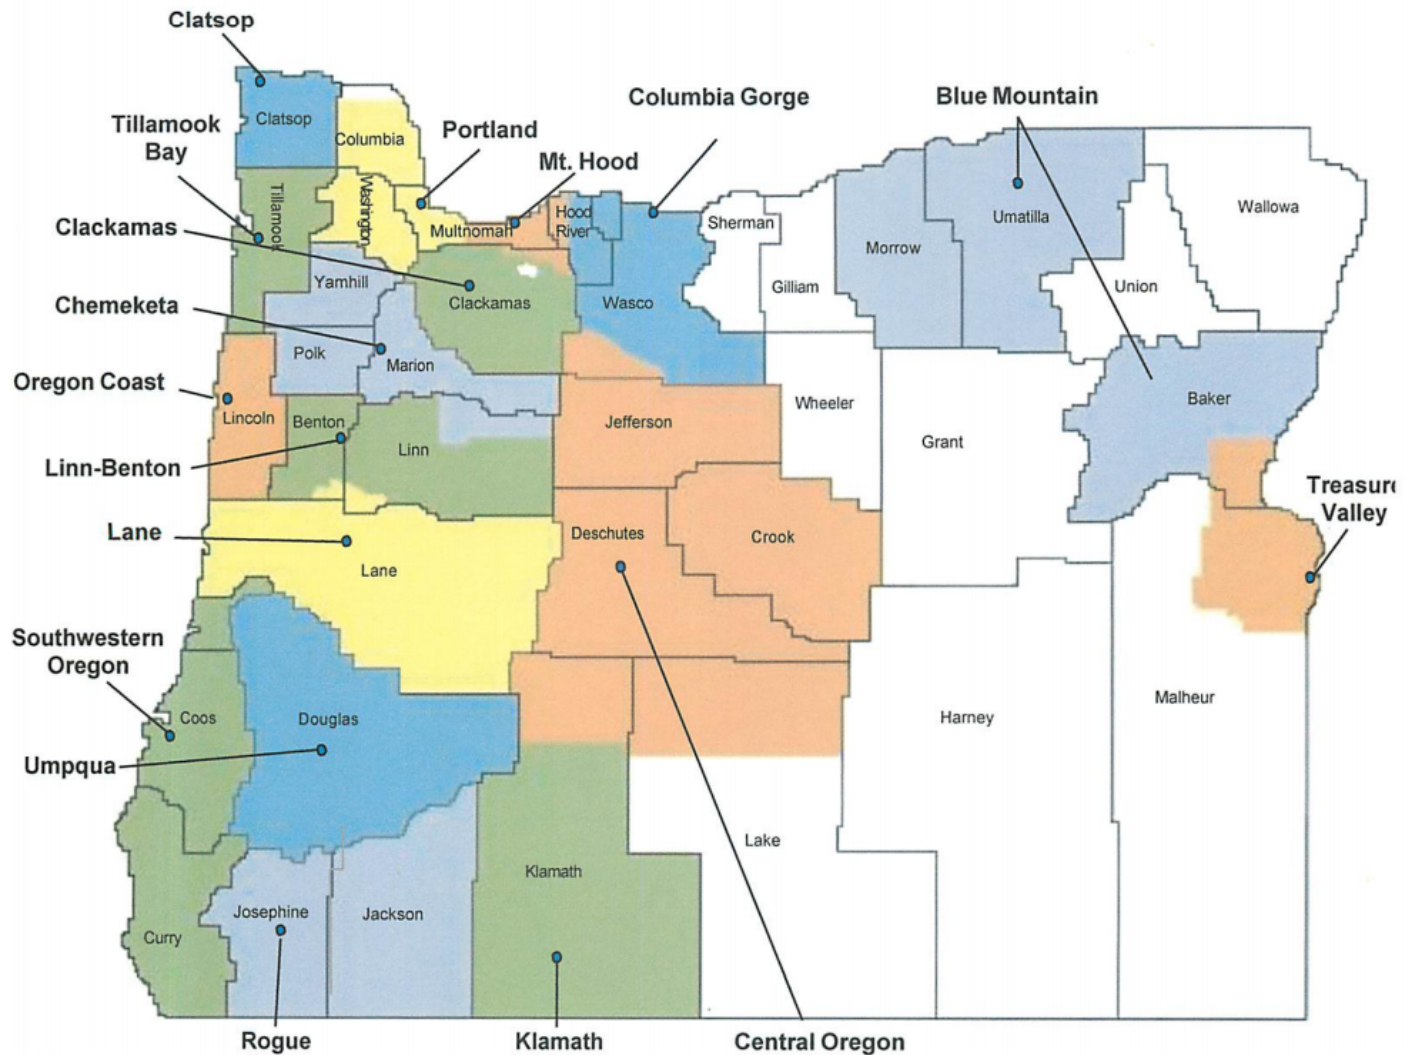 Clatsop
Columbia Gorge
Blue Mountain
Tillamook
Bay
Portland
Mt. Hood
Clatsop
Columbia
Tillamook
Washington
Multnomah
Hood
River
Sherman
Umatilla
Wallowa
Clackamas
Morrow
Yamhill
Gilliam
Union
Clackamas
Wasco
Chemeketa
Polk
Marion
Oregon Coast
Lincoln
Benton
Jefferson
Wheeler
Baker
Linn-Benton
Linn
Grant
Treasure
Valley
Lane
Deschutes
Crook
Lane
Southwestern
Oregon
Coos
Douglas
Harney
Malheur
Umpqua
Lake
Klamath
Josephine
Jackson
Curry
Rogue
Klamath
Central Oregon